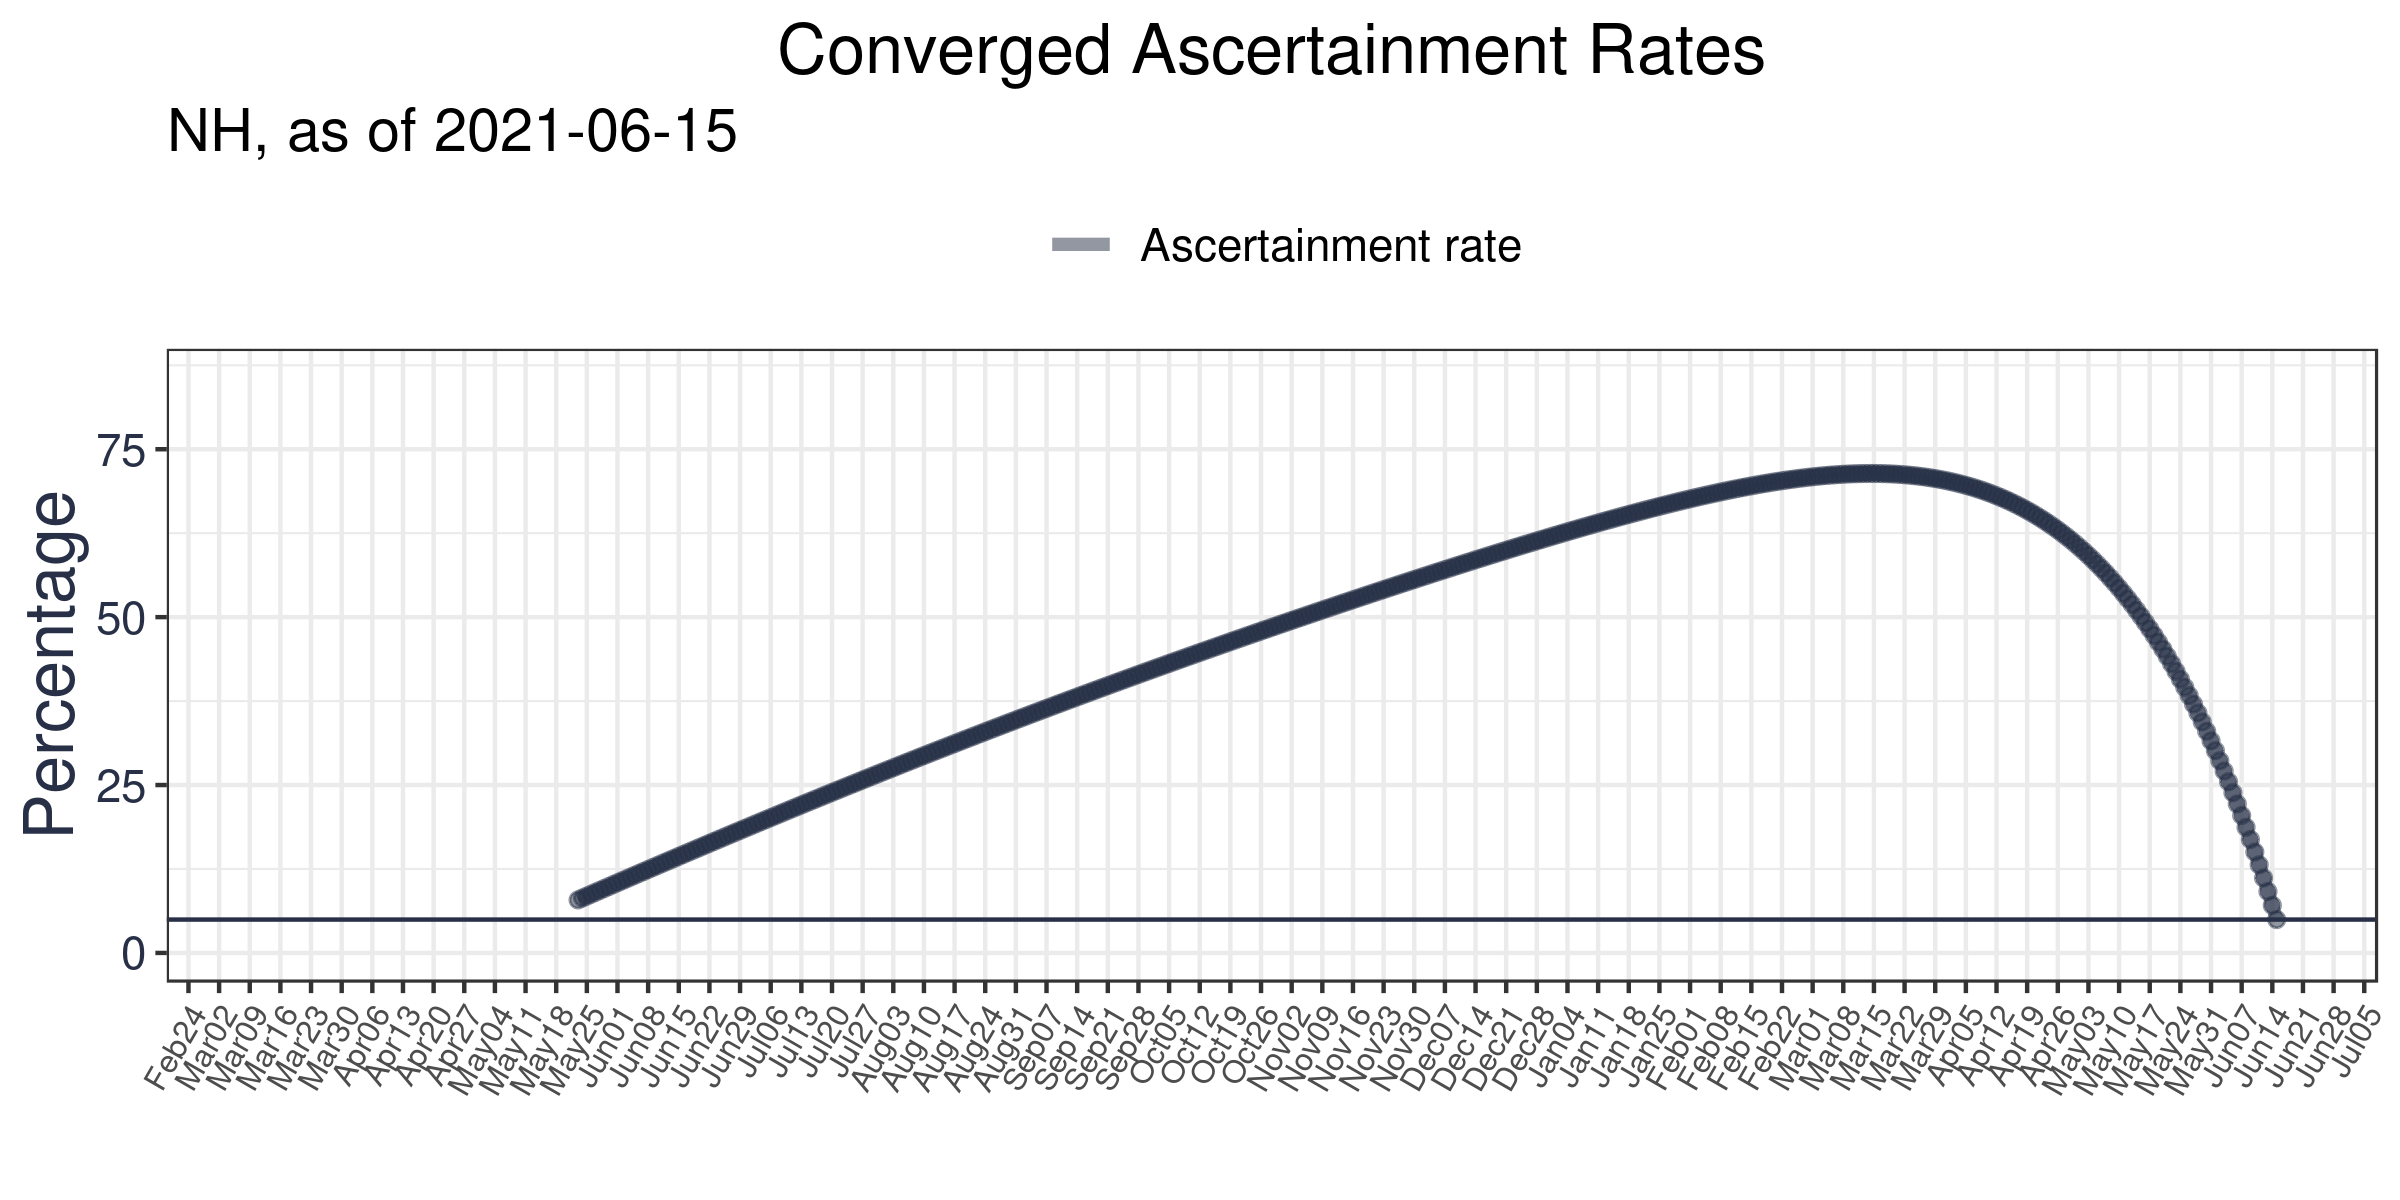 Converged Ascertainment Rates
NH, as of 2021-06-15
Ascertainment rate
Percentage
75
50
25
0
Feb24
Mar02
Mar09
Mar16
Mar23
Mar30
Apr06
Apr13
Apr20
Apr27
May04
May11
May18
May25
Jun01
Jun08
Jun15
Jun22
Jun29
Jul06
Jul13
Jul20
Jul27
Aug03
Aug10
Aug17
Aug24
Aug31
Sep07
Sep14
Sep21
Sep28
Oct05
Oct12
Oct19
Oct26
Nov02
Nov09
Nov16
Nov23
Nov30
Dec07
Dec14
Dec21
Dec28
Jan04
Jan11
Jan18
Jan25
Feb01
Feb08
Feb15
Feb22
Mar01
Mar08
Mar15
Mar22
Mar29
Apr05
Apr12
Apr19
Apr26
May03
May10
May17
May24
May31
Jun07
Jun14
Jun21
Jun28
Jul05